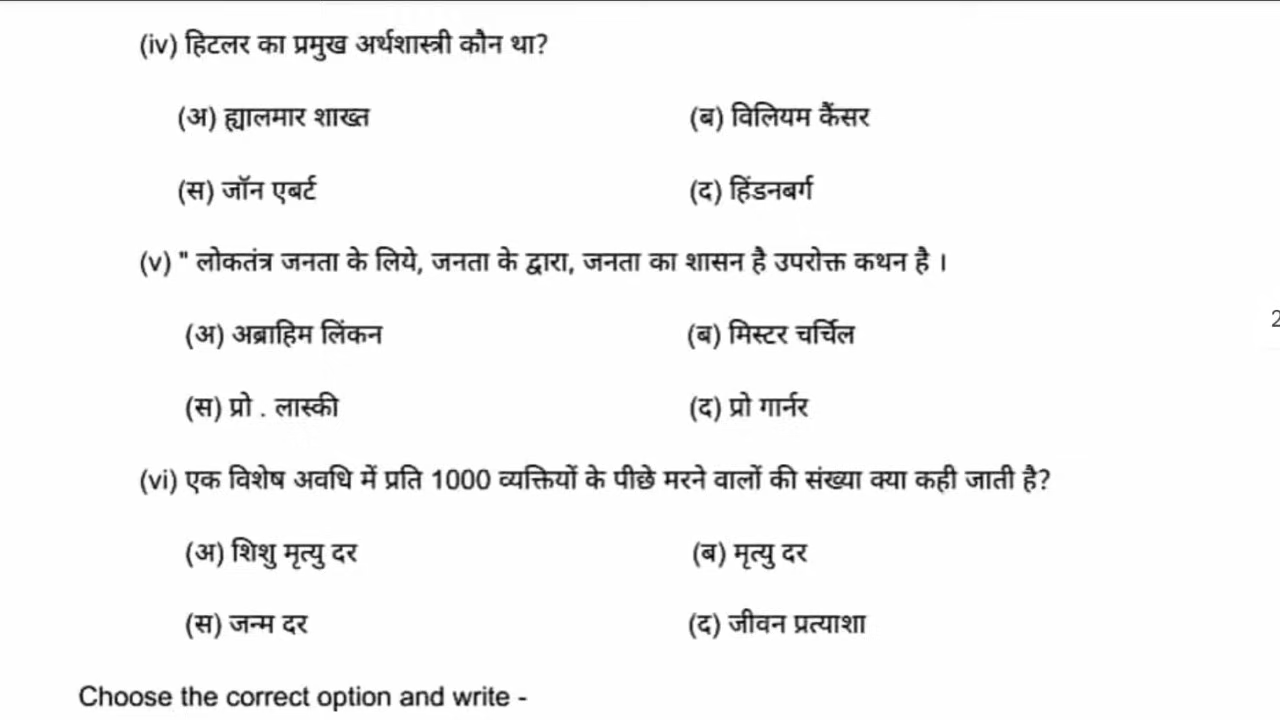 (iv) हिटलर का प्रमुख अर्थशास्त्री कौन था?
(अ) ह्यालमार शाख्त (ब) विलियम कैंसर
(स) जॉन एबर्ट (द) हिंडनबर्ग
(v) " लोकतंत्र जनता के लिये, जनता के द्वारा, जनता का शासन है उपरोक्त कथन है ।
(अ) अब्राहिम लिंकन (ब) मिस्टर चर्चिल
2
(स) प्रो . लास्की (द) प्रो गार्नर
(vi) एक विशेष अवधि में प्रति 1000 व्यक्तियों के पीछे मरने वालों की संख्या क्या कही जाती है?
(अ) शिशु मृत्यु दर (ब) मृत्यु दर
(स) जन्म दर (द) जीवन प्रत्याशा
Choose the correct option and write -